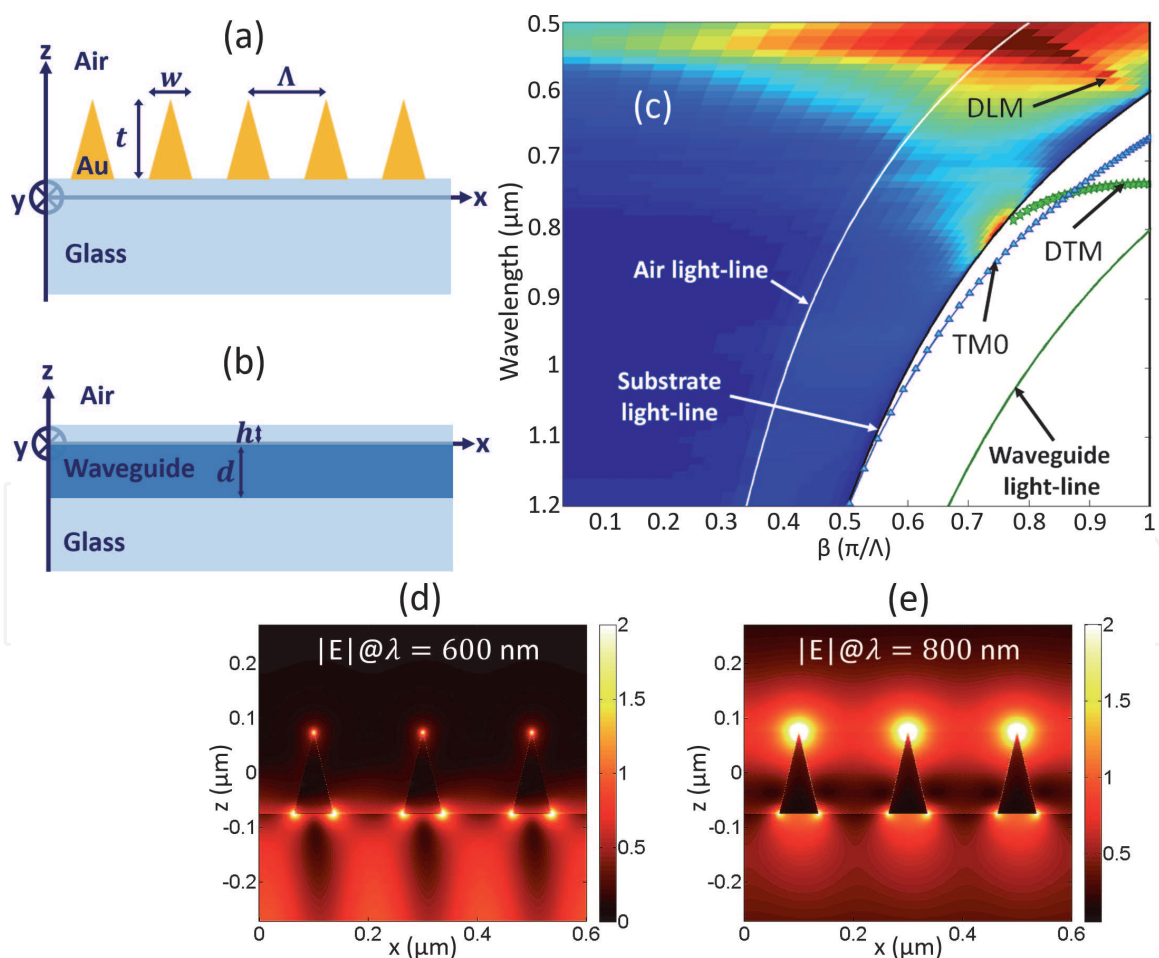 (a)
z
Air
w
Λ
t
Au
y
x
Glass
(b)
z
Air
h
y
x
Waveguide
d
Glass
(c)
Wavelength (μm)
0.5
0.6
0.7
0.8
0.9
1
1.1
1.2
DLM
DTM
TM0
Air light-line
Substrate
light-line
Waveguide
light-line
0.1 0.2 0.3 0.4 0.5 0.6 0.7 0.8 0.9 1
β (π/Λ)
(d)
|E|@λ = 600 nm
z (μm)
0.2
0.1
0
-0.1
-0.2
0 0.2 0.4 0.6
x (μm)
2
1.5
1
0.5
0
(e)
|E|@λ = 800 nm
z (μm)
0.2
0.1
0
-0.1
-0.2
0 0.2 0.4 0.6
x (μm)
2
1.5
1
0.5